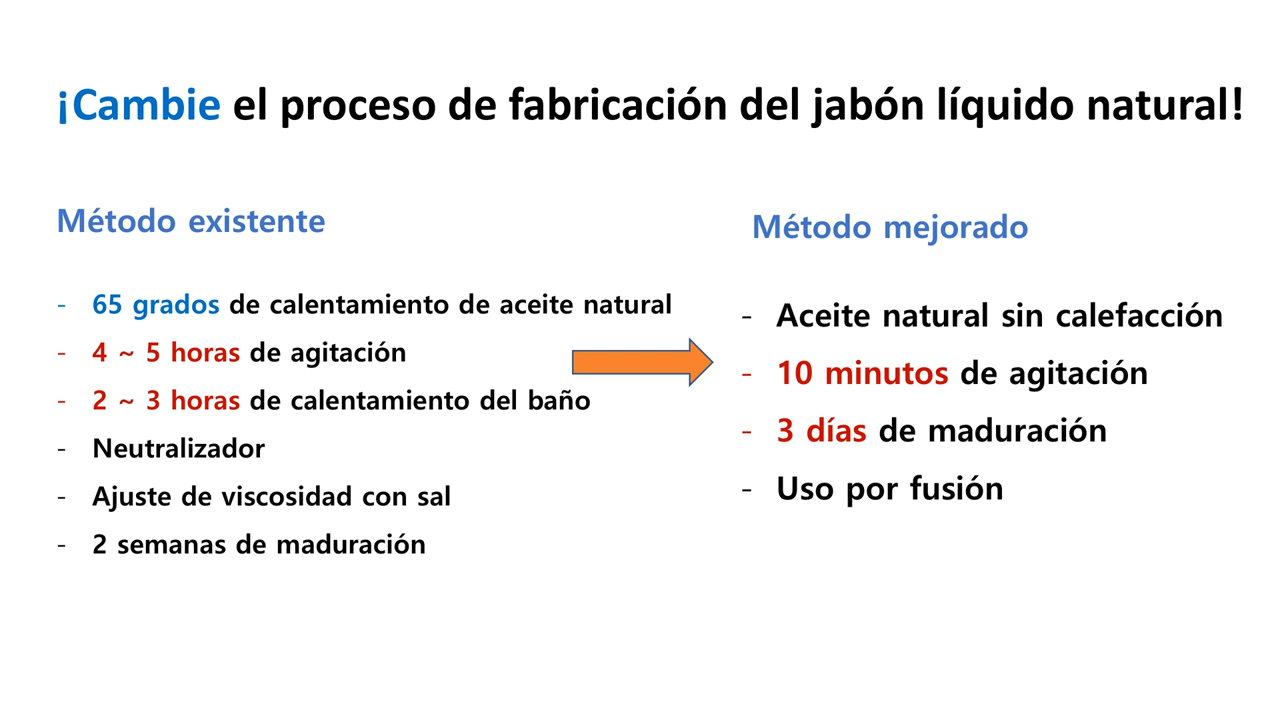 ¡Cambie el proceso de fabricación del jabón líquido natural!
Método existente
- 65 grados de calentamiento de aceite natural
- 4 ~ 5 horas de agitación
- 2 ~ 3 horas de calentamiento del baño
- Neutralizador
- Ajuste de viscosidad con sal
- 2 semanas de maduración
Método mejorado
- Aceite natural sin calefacción
- 10 minutos de agitación
- 3 días de maduración
- Uso por fusión